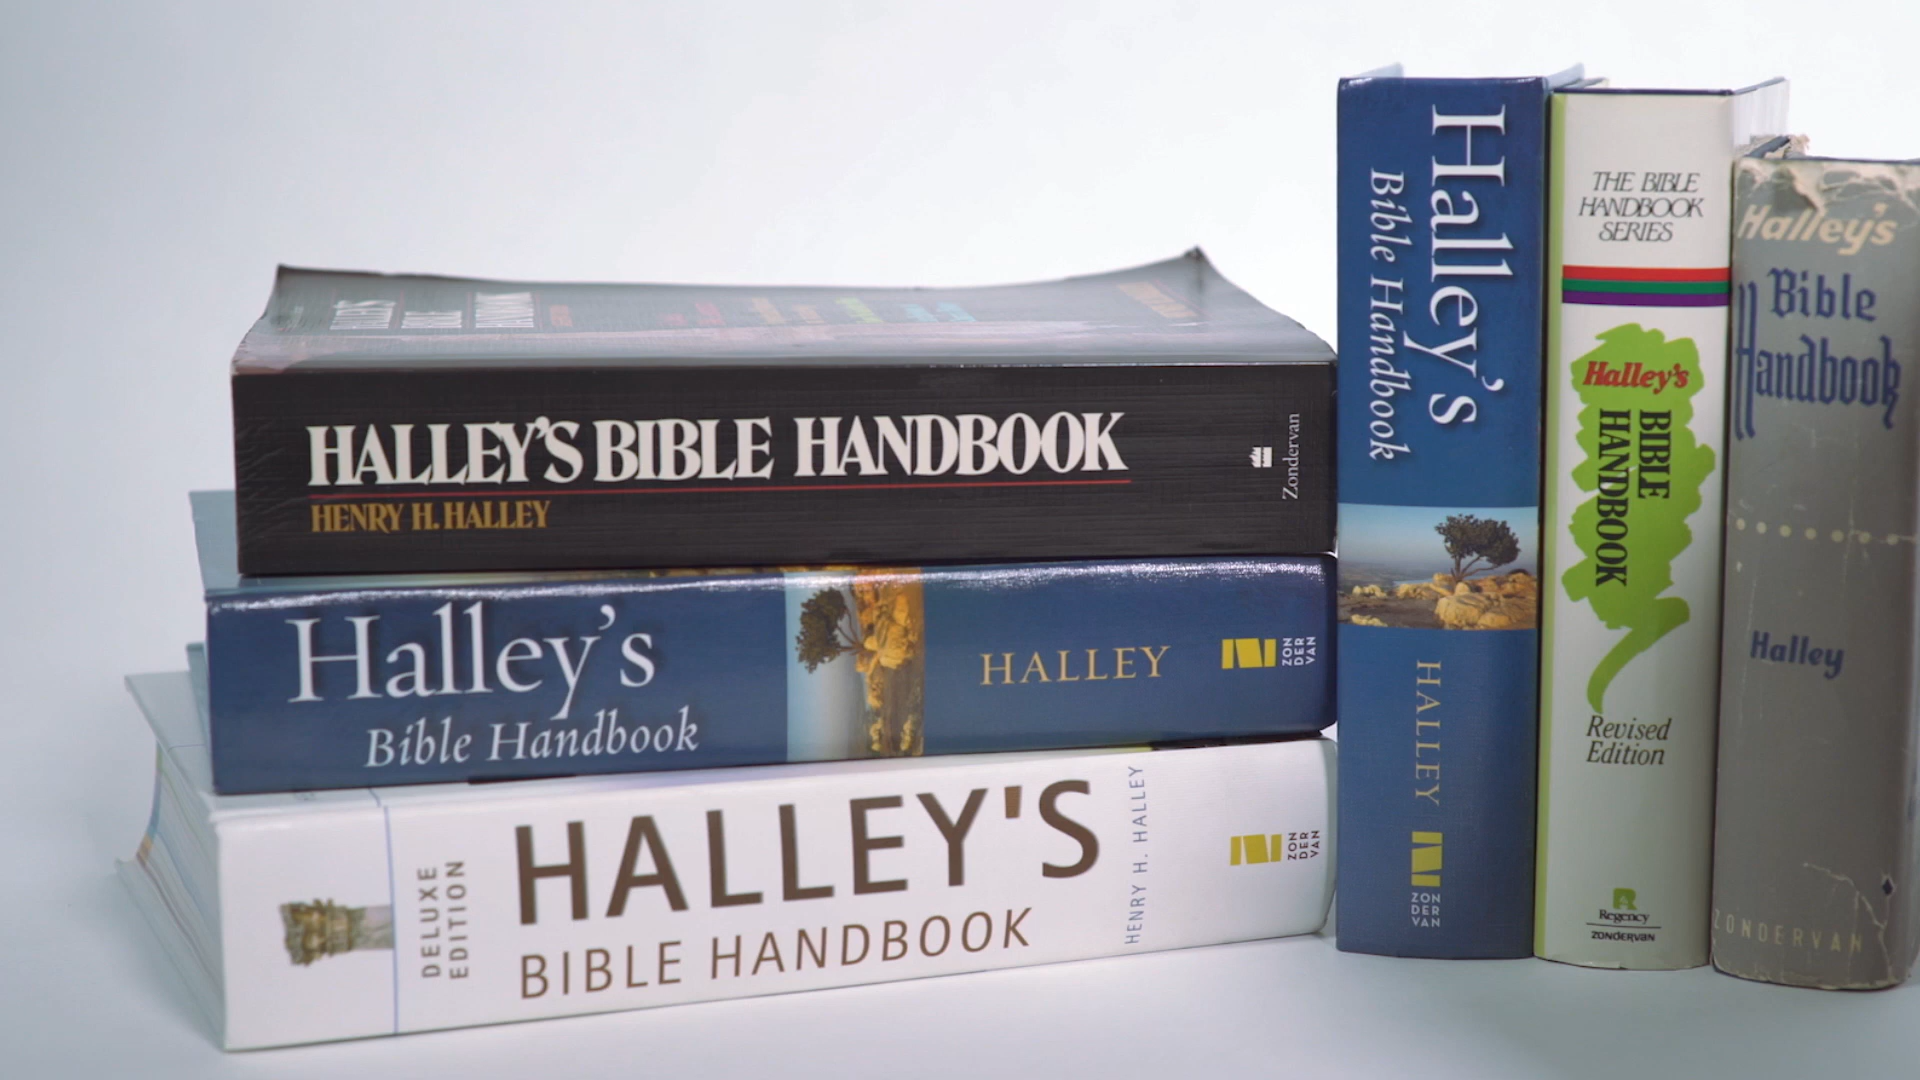 HALLEY'S BIBLE HANDBOOK
HENRY H. HALLEY
Zondervan
Halley's
Bible Handbook
HALLEY
ZON
DER
VAN
DELUXE
EDITION
HALLEY'S
BIBLE HANDBOOK
HENRY H. HALLEY
ZON
DER
VAN
Halley's
Bible Handbook
HALLEY
ZON
DER
VAN
THE BIBLE
HANDBOOK
SERIES
Halley's
BIBLE
HANDBOOK
Revised
Edition
Regency
ZONDERVAN
Halley's
Bible
Handbook
Halley
ZONDERVAN